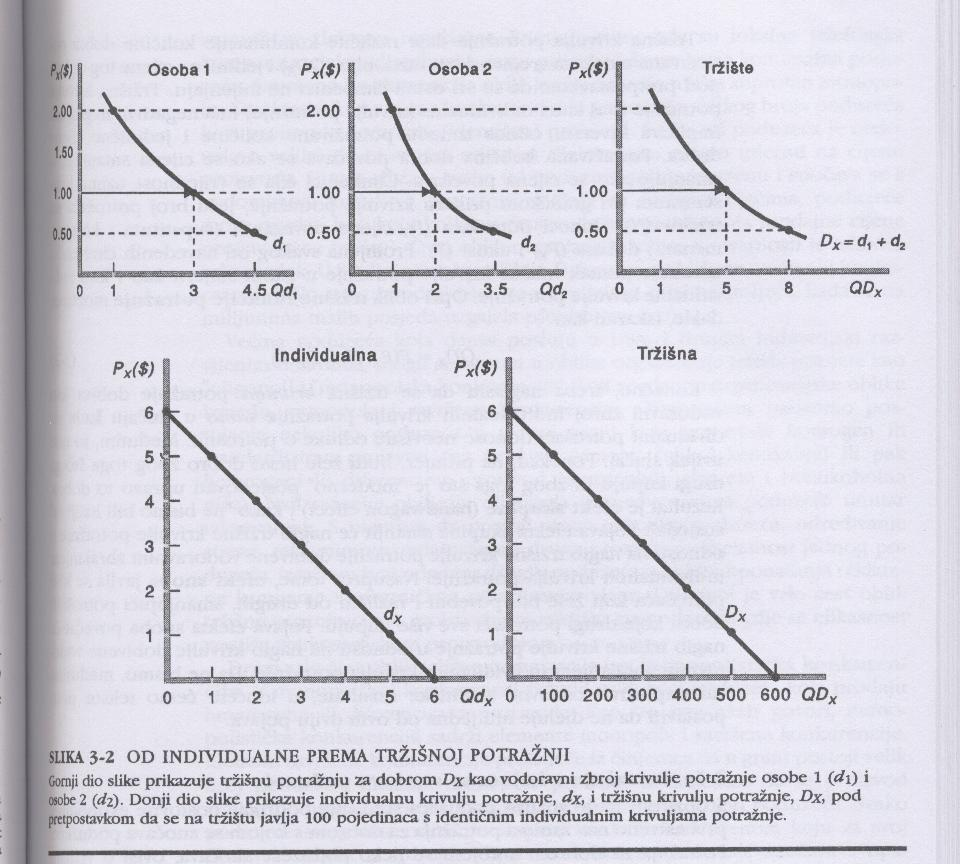 Px($) Osoba 1 Px($) Osoba 2 Px($) Tržište
2.00 2.00 2.00
1.50
1.00 1.00 1.00
0.50 d1 0.50 d2 0.50 Dx = d1 + d2
0 1 3 4.5 Qd1 0 1 2 3.5 Qd2 0 1 5 8 QDx
Individualna Tržišna
Px($) Px($)
6 6
5 5
4 4
3 3
2 2
1 dx 1 Dx
2 3 4 Qdx 0 100 200 300 400 500 600 QDx
SLIKA 3-2 OD INDIVIDUALNE PREMA TRŽIŠNOJ POTRAŽNJI
Gornji dio slike prikazuje tržišnu potražnju za dobrom Dx kao vodoravni zbroj krivulje potražnje osobe 1 (d1) i
osobe 2 (d2). Donji dio slike prikazuje individualnu krivulju potražnje, dx, i tržišnu krivulju potražnje, Dx, pod
pretpostavkom da se na tržištu javlja 100 pojedinaca s identičnim individualnim krivuljama potražnje.